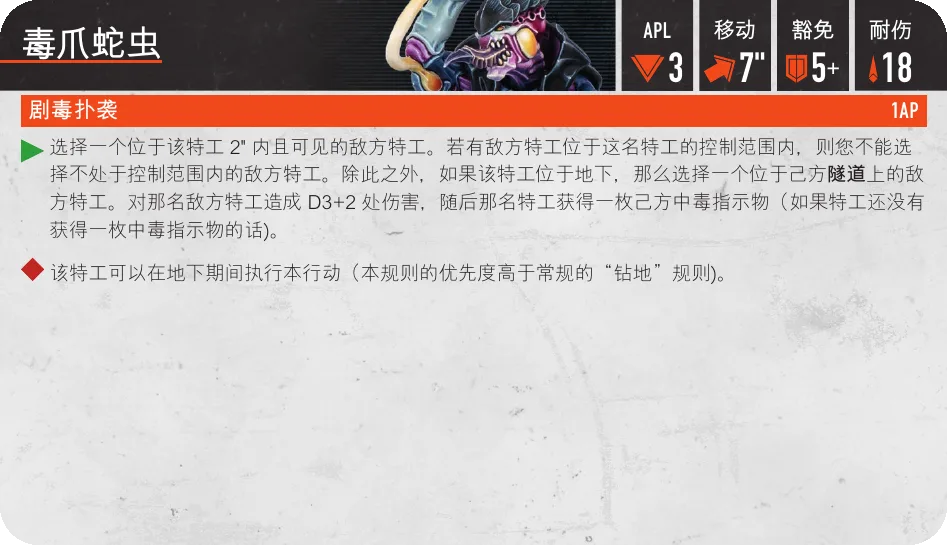 毒爪蛇虫
APL
3
移动
7"
豁免
5+
耐伤
18
剧毒扑袭
1AP
选择一个位于该特工 2" 内且可见的敌方特工。若有敌方特工位于这名特工的控制范围内，则您不能选
择不处于控制范围内的敌方特工。除此之外，如果该特工位于地下，那么选择一个位于己方隧道上的敌
方特工。对那名敌方特工造成 D3+2 处伤害，随后那名特工获得一枚己方中毒指示物（如果特工还没有
获得一枚中毒指示物的话)。
该特工可以在地下期间执行本行动（本规则的优先度高于常规的“钻地”规则)。